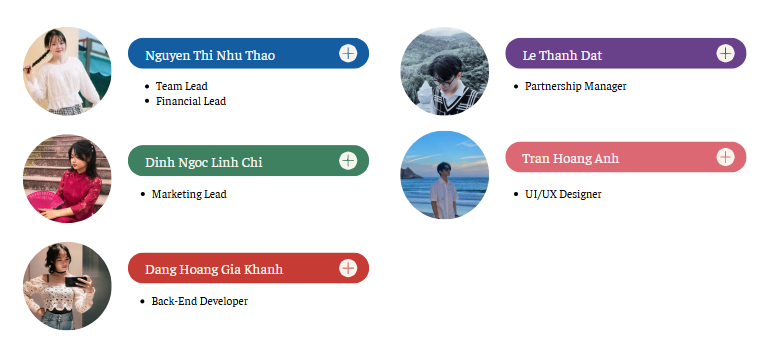 Nguyen Thi Nhu Thao
• Team Lead
• Financial Lead
Dinh Ngoc Linh Chi
• Marketing Lead
Dang Hoang Gia Khanh
• Back-End Developer
Le Thanh Dat
• Partnership Manager
Tran Hoang Anh
• UI/UX Designer